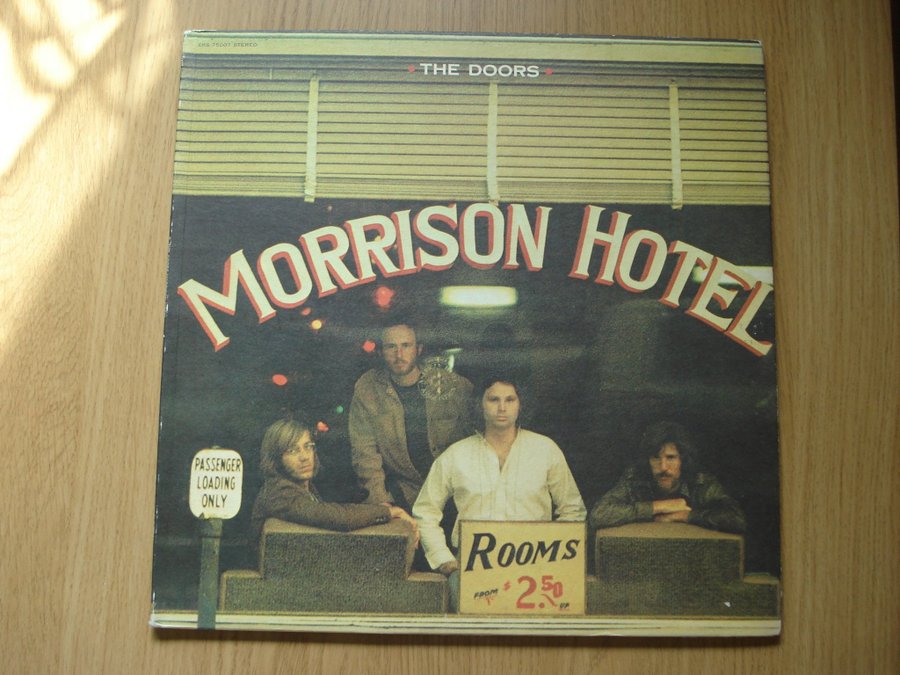 EKS 75007 STEREO
THE DOORS
MORRISON HOTEL
PASSENGER
LOADING
ONLY
ROOMS
FROM $2.50 UP